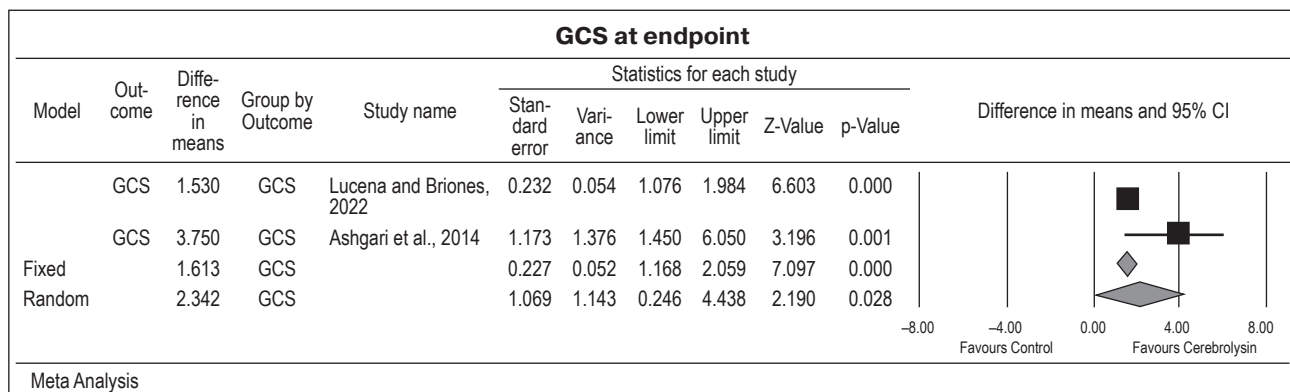 GCS at endpoint
Model Out-come Diffe-rence in means Group by Outcome Study name Statistics for each study Difference in means and 95% CI
Stan-dard error Vari-ance Lower limit Upper limit Z-Value p-Value
GCS 1.530 GCS Lucena and Briones, 2022 0.232 0.054 1.076 1.984 6.603 0.000
GCS 3.750 GCS Ashgari et al., 2014 1.173 1.376 1.450 6.050 3.196 0.001
Fixed 1.613 GCS 0.227 0.052 1.168 2.059 7.097 0.000
Random 2.342 GCS 1.069 1.143 0.246 4.438 2.190 0.028
–8.00 –4.00 0.00 4.00 8.00
Favours Control Favours Cerebrolysin
Meta Analysis